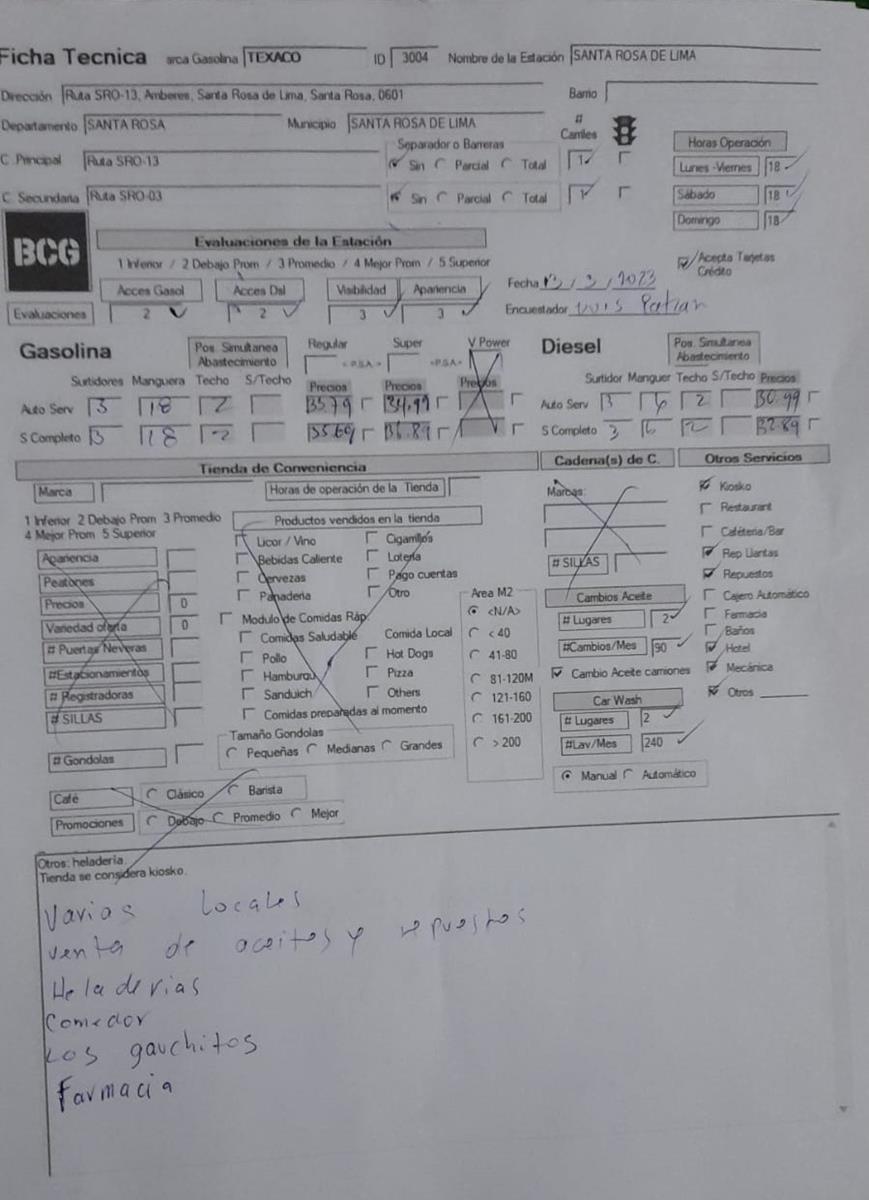 Ficha Tecnica arca Gasolina TEXACO ID 3004 Nombre de la Estación SANTA ROSA DE LIMA
Dirección Ruta SRO-13, Amberes, Santa Rosa de Lima, Santa Rosa, 0601 Barrio
Departamento SANTA ROSA Municipio SANTA ROSA DE LIMA # Carriles
C. Principal Ruta SRO-13 Separador o Barreras Sin Parcial Total 1
C. Secundaria Ruta SRO-03 Sin Parcial Total 1
Horas Operación
Lunes -Viernes 18
Sábado 18
Domingo 18
BCG
Evaluaciones de la Estación
1 Inferior / 2 Debajo Prom / 3 Promedio / 4 Mejor Prom / 5 Superior
Acepta Tarjetas Crédito
Acces Gasol Acces Dsl Visibilidad Apariencia
Evaluaciones 2 2 3 3
Fecha 3, 2023
Encuestador Luis
Gasolina
Pos. Simultanea Abastecimiento
Regular Super V Power
<P.S.A.> <P.S.A.>
Surtidores Manguera Techo S/Techo Precios Precios Precios
Auto Serv 3 18 2 33.79 34.99
S Completo 3 18 2 35.69 36.89
Diesel
Pos. Simultanea Abastecimiento
Surtidor Manguer Techo S/Techo Precios
Auto Serv 3 6 2 30.99
S Completo 3 6 2 32.89
Tienda de Conveniencia
Marca Horas de operación de la Tienda
1 Inferior 2 Debajo Prom 3 Promedio
4 Mejor Prom 5 Superior
Apariencia
Peatones
Precios 0
Variedad oferta 0
# Puertas Neveras
#Estacionamientos
# Registradoras
# SILLAS
# Gondolas
Productos vendidos en la tienda
Licor / Vino Cigarrillos
Bebidas Caliente Lotería
Cervezas Pago cuentas
Panaderia Otro
Modulo de Comidas Ráp.
Comidas Saludable Comida Local
Pollo Hot Dogs
Hamburgu Pizza
Sanduich Others
Comidas preparadas al momento
Tamaño Gondolas
Pequeñas Medianas Grandes
Area M2
<N/A>
< 40
41-80
81-120M
121-160
161-200
> 200
Café Clásico Barista
Promociones Debajo Promedio Mejor
Cadena(s) de C.
Marcas:
# SILLAS
Cambios Aceite
# Lugares 2
#Cambios/Mes 90
Cambio Aceite camiones
Car Wash
# Lugares 2
#Lav/Mes 240
Manual Automático
Otros Servicios
Kiosko
Restaurant
Caféteria/Bar
Rep Llantas
Repuestos
Cajero Automático
Farmacia
Baños
Hotel
Mecánica
Otros
Otros: heladería.
Tienda se considera kiosko.
Varios Locales
venta de aceites y repuestos
Heladerias
Comedor
Los gauchitos
Farmacia